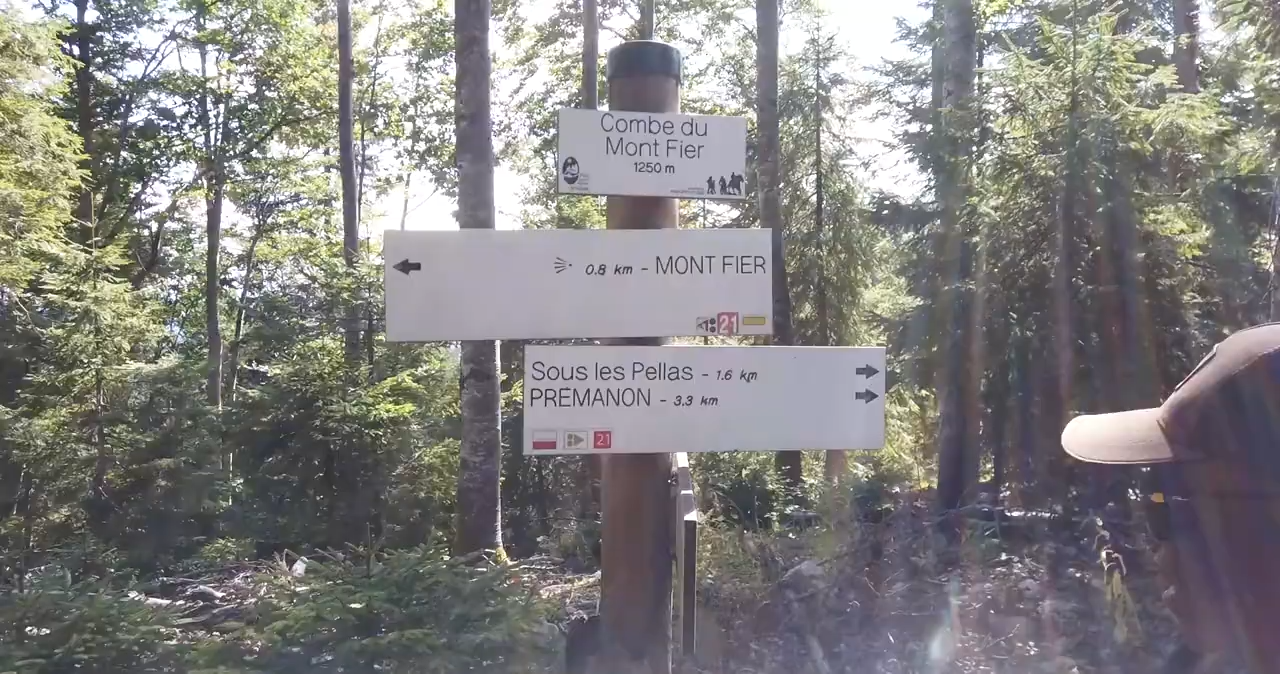 Combe du
Mont Fier
1250 m
0.8 km - MONT FIER
21
Sous les Pellas - 1.6 km
PREMANON - 3.3 km
21